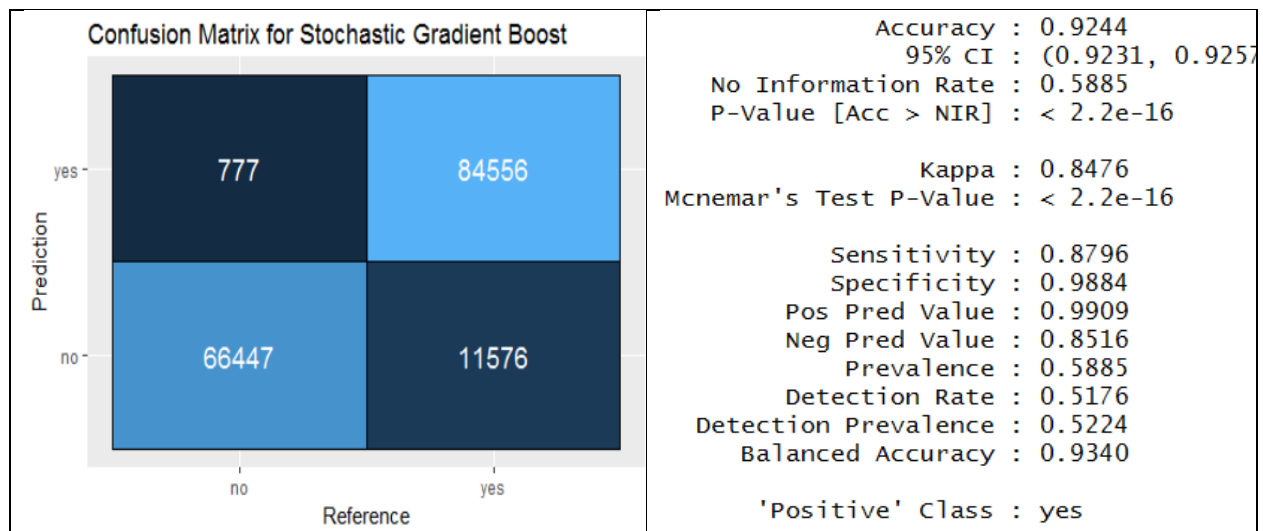 Confusion Matrix for Stochastic Gradient Boost
Prediction
yes
777
84556
no
66447
11576
no
yes
Reference
Accuracy : 0.9244
95% CI : (0.9231, 0.9257
No Information Rate : 0.5885
P-Value [Acc > NIR] : < 2.2e-16
Kappa : 0.8476
Mcnemar's Test P-Value : < 2.2e-16
Sensitivity : 0.8796
Specificity : 0.9884
Pos Pred Value : 0.9909
Neg Pred Value : 0.8516
Prevalence : 0.5885
Detection Rate : 0.5176
Detection Prevalence : 0.5224
Balanced Accuracy : 0.9340
'Positive' Class : yes